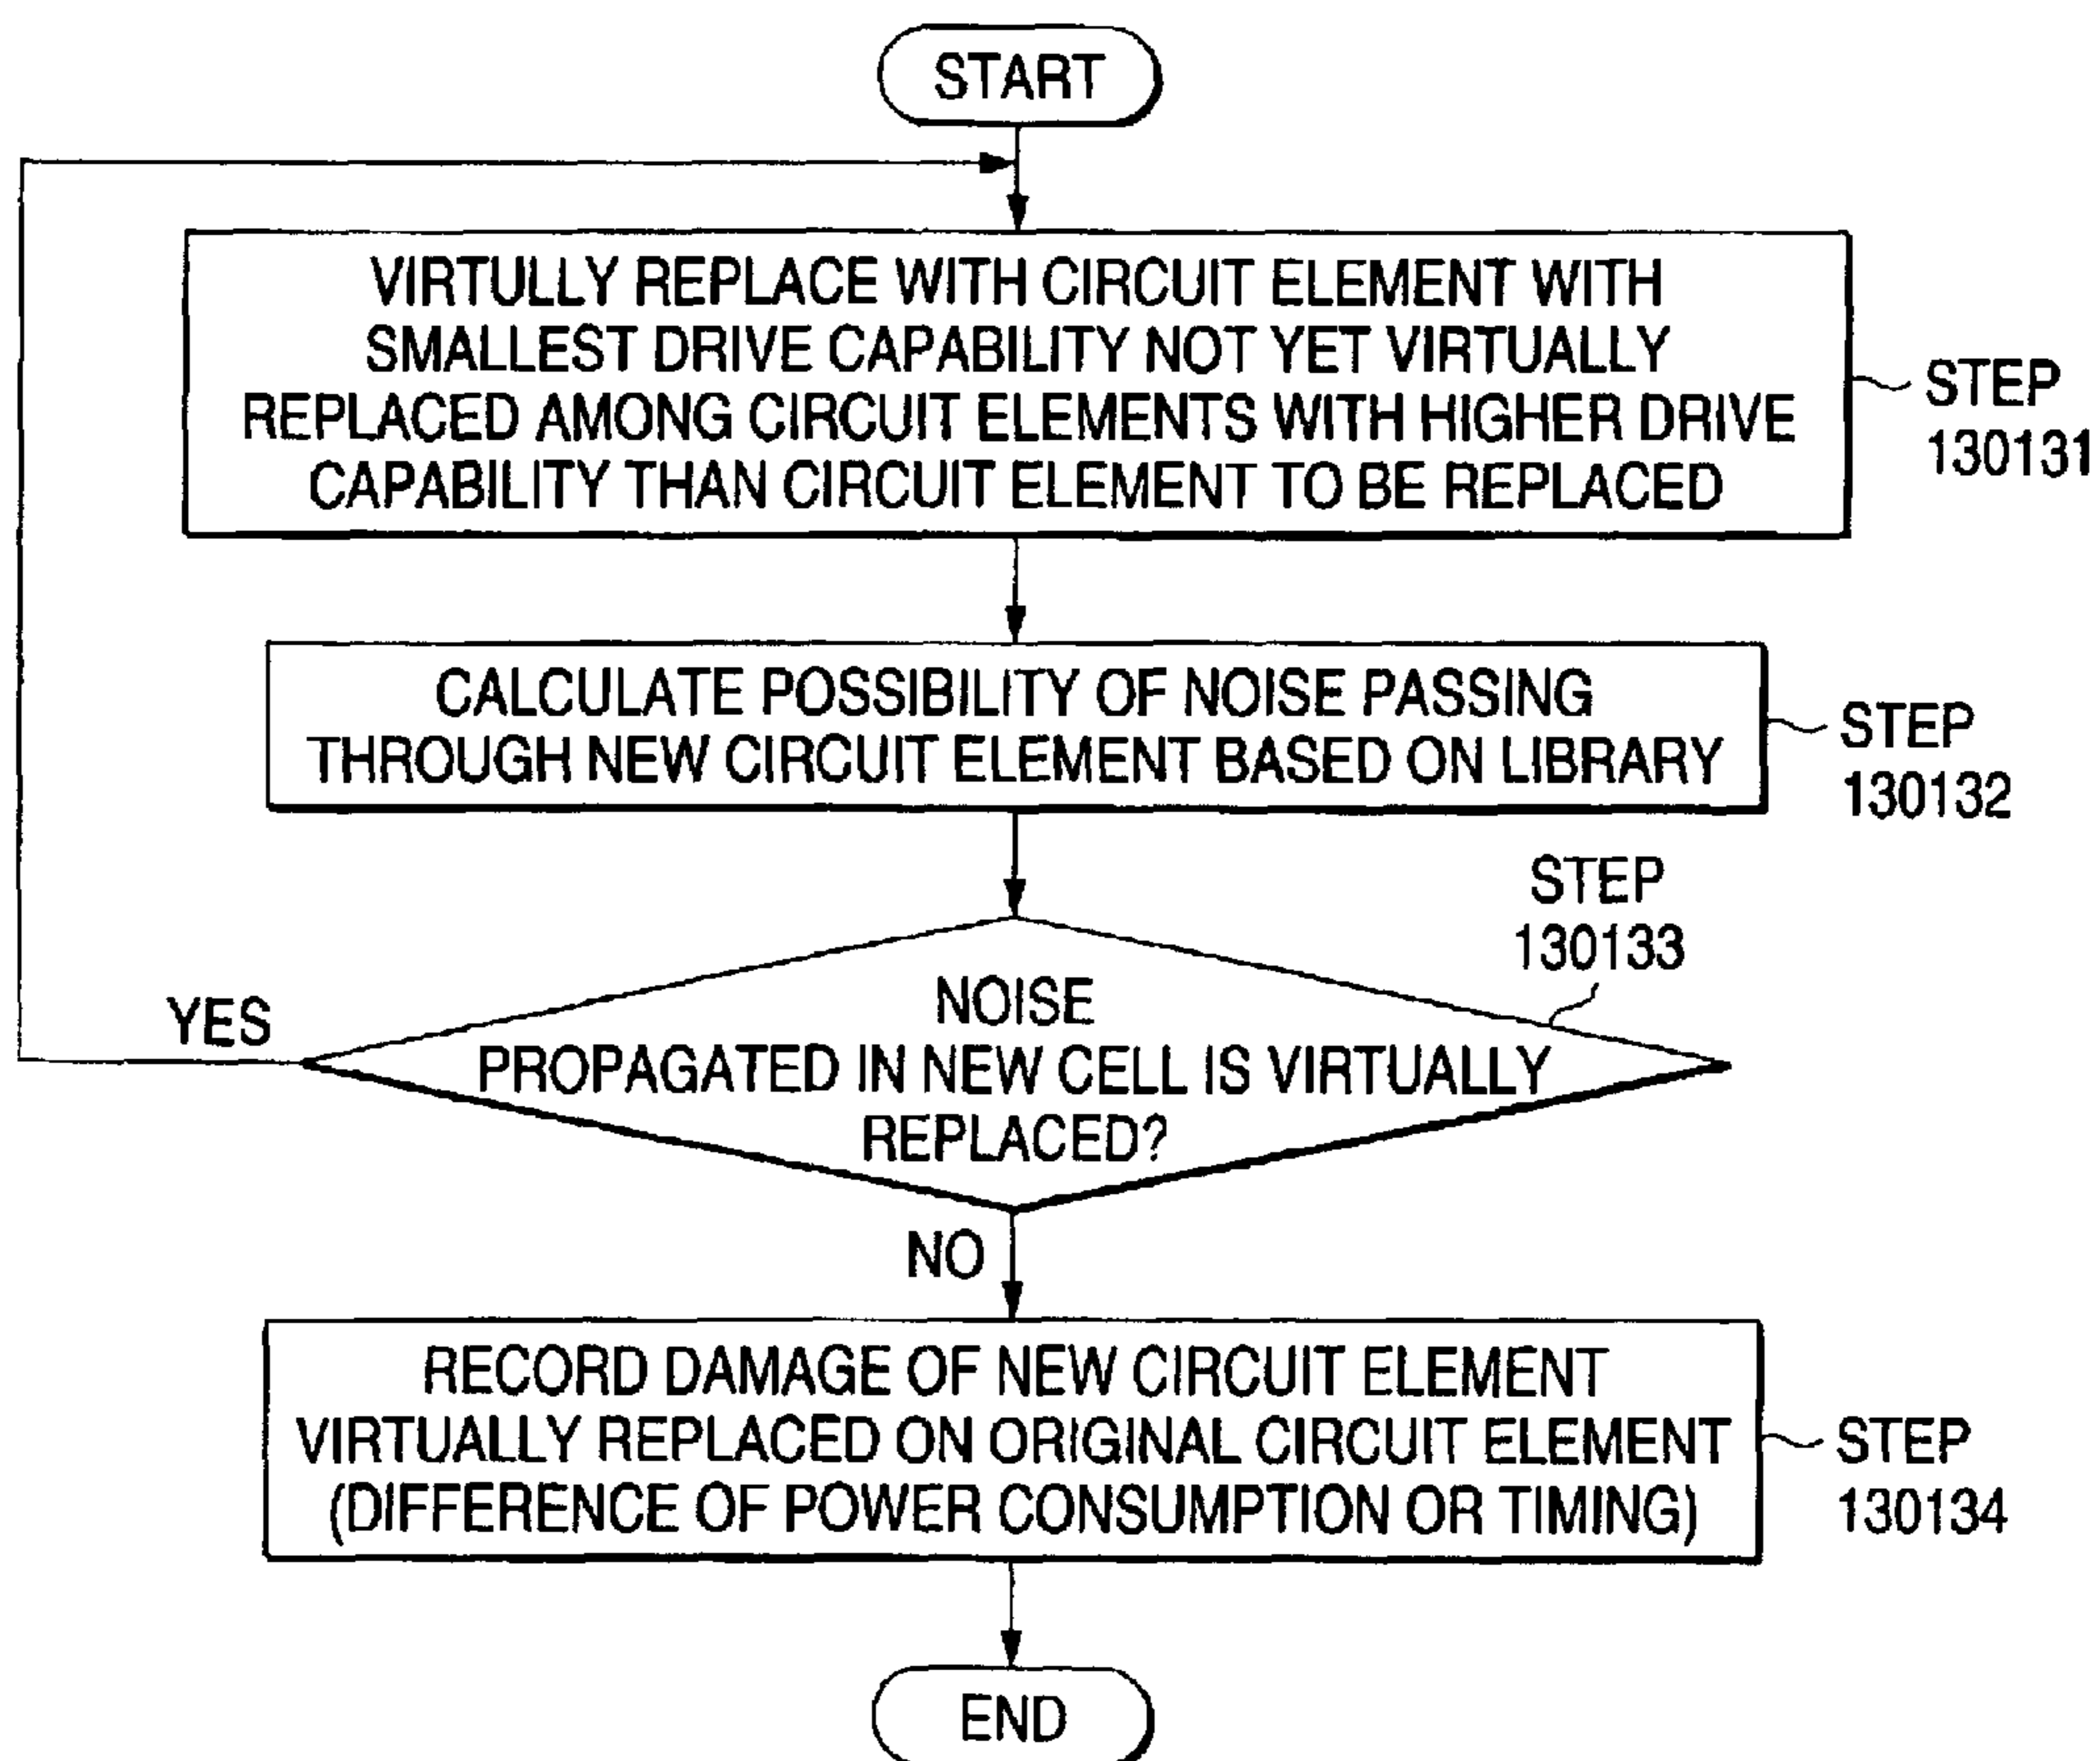 START
VIRTULLY REPLACE WITH CIRCUIT ELEMENT WITH
SMALLEST DRIVE CAPABILITY NOT YET VIRTUALLY
REPLACED AMONG CIRCUIT ELEMENTS WITH HIGHER DRIVE
CAPABILITY THAN CIRCUIT ELEMENT TO BE REPLACED
STEP
130131
CALCULATE POSSIBILITY OF NOISE PASSING
THROUGH NEW CIRCUIT ELEMENT BASED ON LIBRARY
STEP
130132
STEP
130133
YES
NOISE
PROPAGATED IN NEW CELL IS VIRTUALLY
REPLACED?
NO
RECORD DAMAGE OF NEW CIRCUIT ELEMENT
VIRTUALLY REPLACED ON ORIGINAL CIRCUIT ELEMENT
(DIFFERENCE OF POWER CONSUMPTION OR TIMING)
STEP
130134
END